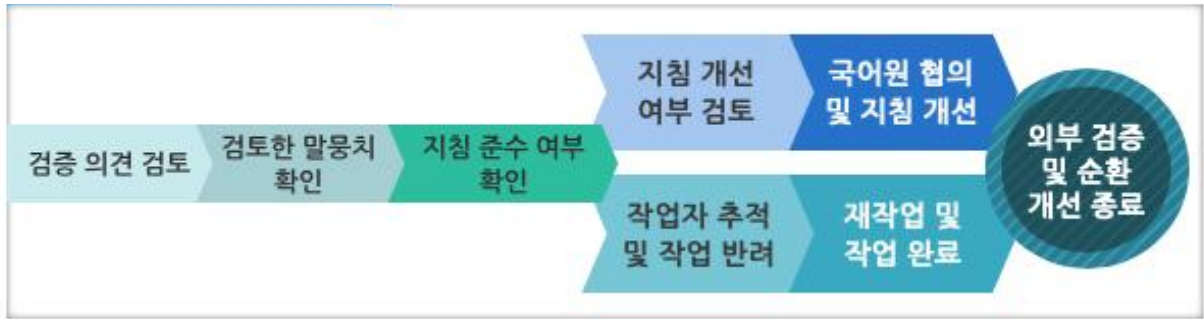 검증 의견 검토
검토한 말뭉치
확인
지침 준수 여부
확인
지침 개선
여부 검토
국어원 협의
및 지침 개선
작업자 추적
및 작업 반려
재작업 및
작업 완료
외부 검증
및 순환
개선 종료